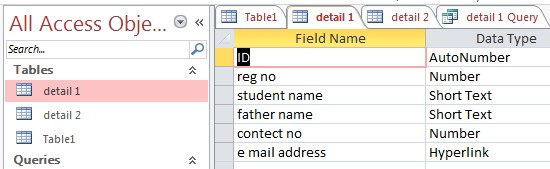 All Access Obje...
Search...
Tables
detail 1
detail 2
Table1
Queries
Table1 detail 1 detail 2 detail 1 Query
Field Name Data Type
ID AutoNumber
reg no Number
student name Short Text
father name Short Text
contect no Number
e mail address Hyperlink